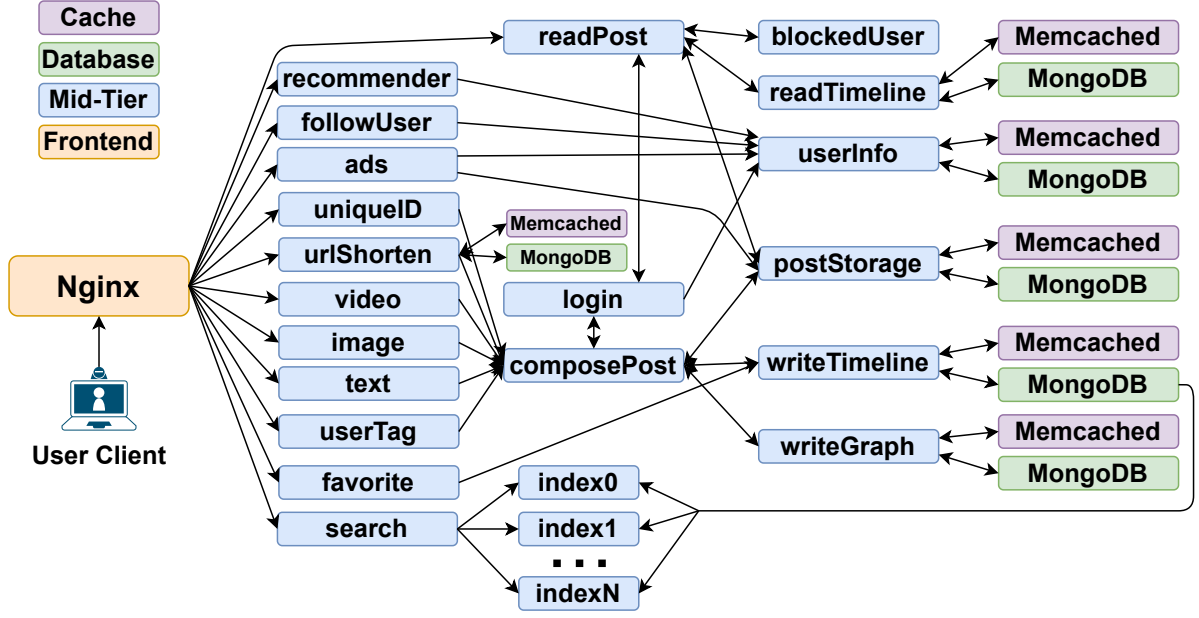 Cache
Database
Mid-Tier
Frontend
Nginx
User Client
recommender
followUser
ads
uniqueID
urlShorten
video
image
text
userTag
favorite
search
readPost
Memcached
MongoDB
login
composePost
index0
index1
...
indexN
blockedUser
readTimeline
userInfo
postStorage
writeTimeline
writeGraph
Memcached
MongoDB
Memcached
MongoDB
Memcached
MongoDB
Memcached
MongoDB
Memcached
MongoDB